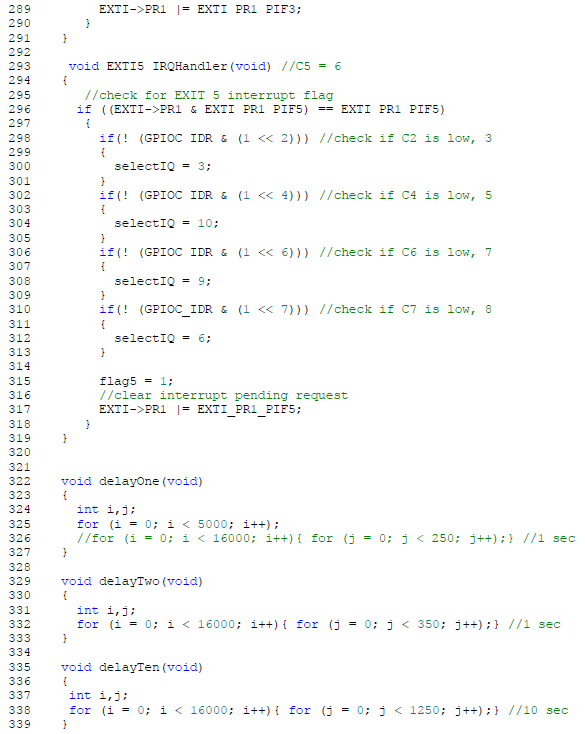 289 EXTI->PR1 |= EXTI PR1 PIF3;
290 }
291 }
292
293 void EXTI5 IRQHandler(void) //C5 = 6
294 {
295 //check for EXIT 5 interrupt flag
296 if ((EXTI->PR1 & EXTI PR1 PIF5) == EXTI PR1 PIF5)
297 {
298 if(! (GPIOC IDR & (1 << 2))) //check if C2 is low, 3
299 {
300 selectIQ = 3;
301 }
302 if(! (GPIOC IDR & (1 << 4))) //check if C4 is low, 5
303 {
304 selectIQ = 10;
305 }
306 if(! (GPIOC IDR & (1 << 6))) //check if C6 is low, 7
307 {
308 selectIQ = 9;
309 }
310 if(! (GPIOC_IDR & (1 << 7))) //check if C7 is low, 8
311 {
312 selectIQ = 6;
313 }
314
315 flag5 = 1;
316 //clear interrupt pending request
317 EXTI->PR1 |= EXTI_PR1_PIF5;
318 }
319 }
320
321
322 void delayOne(void)
323 {
324 int i,j;
325 for (i = 0; i < 5000; i++);
326 //for (i = 0; i < 16000; i++){ for (j = 0; j < 250; j++);} //1 sec
327 }
328
329 void delayTwo(void)
330 {
331 int i,j;
332 for (i = 0; i < 16000; i++){ for (j = 0; j < 350; j++);} //1 sec
333 }
334
335 void delayTen(void)
336 {
337 int i,j;
338 for (i = 0; i < 16000; i++){ for (j = 0; j < 1250; j++);} //10 sec
339 }